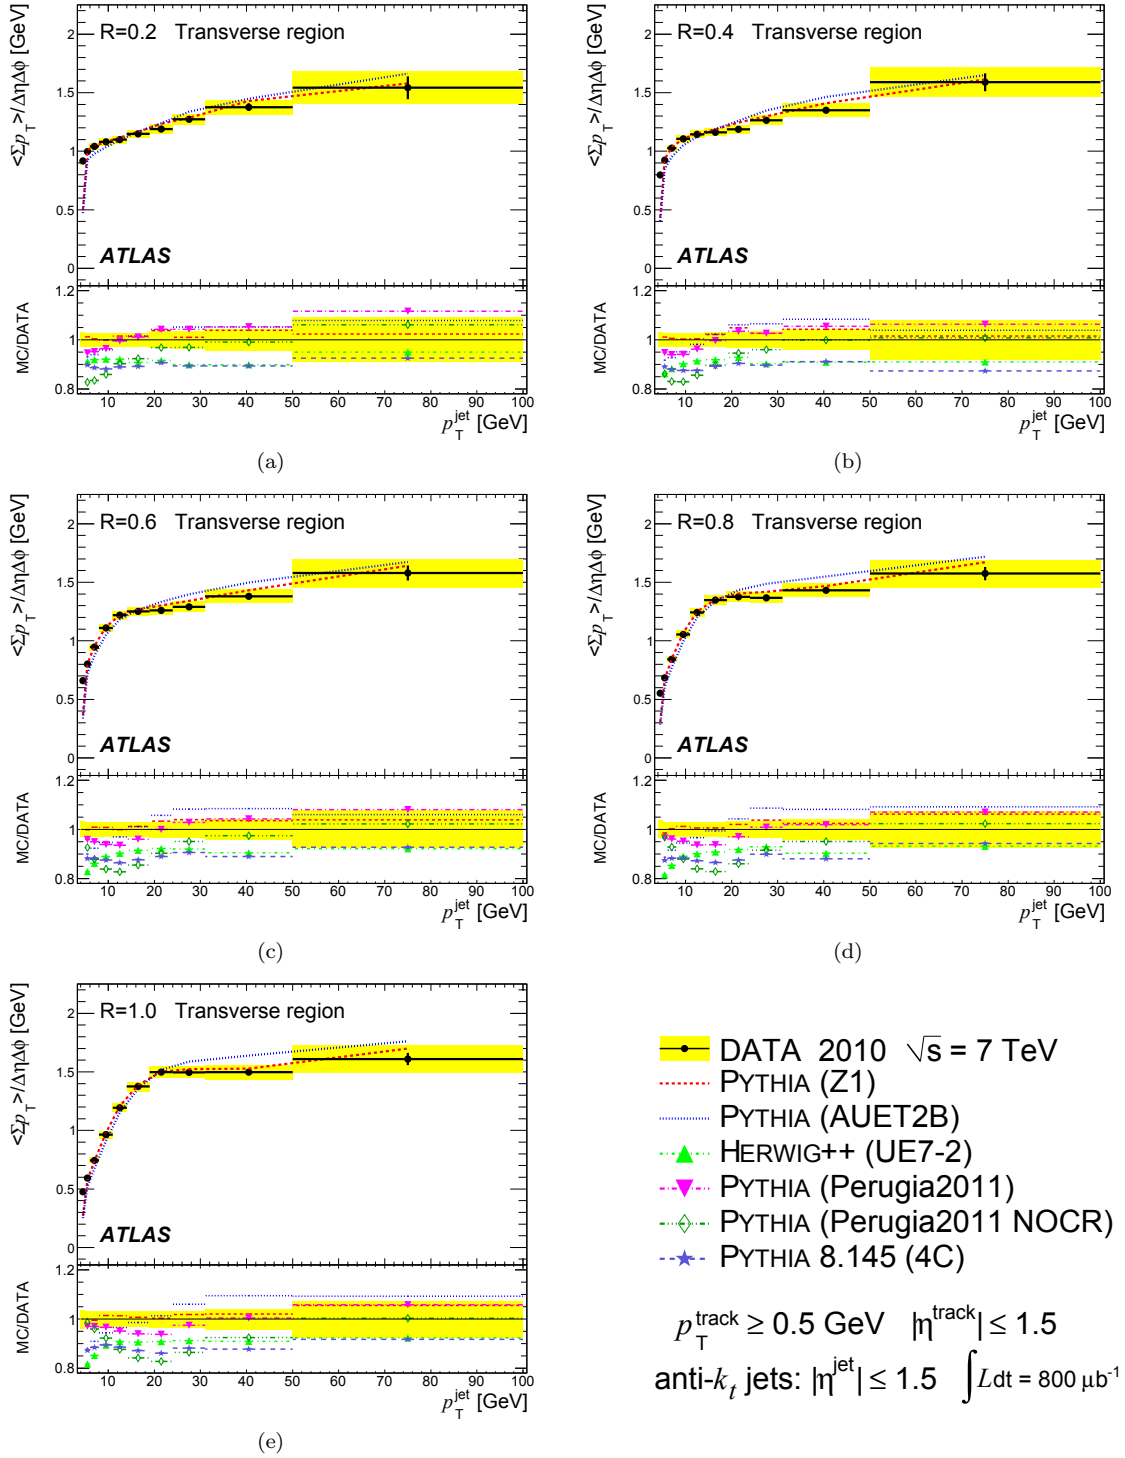 R=0.2 Transverse region
<Σp_T>/ΔηΔϕ [GeV]
2
1.5
1
0.5
0
ATLAS
MC/DATA
1.2
1
0.8
10 20 30 40 50 60 70 80 90 100
p_T^jet [GeV]
(a)
R=0.4 Transverse region
<Σp_T>/ΔηΔϕ [GeV]
2
1.5
1
0.5
0
ATLAS
MC/DATA
1.2
1
0.8
10 20 30 40 50 60 70 80 90 100
p_T^jet [GeV]
(b)
R=0.6 Transverse region
<Σp_T>/ΔηΔϕ [GeV]
2
1.5
1
0.5
0
ATLAS
MC/DATA
1.2
1
0.8
10 20 30 40 50 60 70 80 90 100
p_T^jet [GeV]
(c)
R=0.8 Transverse region
<Σp_T>/ΔηΔϕ [GeV]
2
1.5
1
0.5
0
ATLAS
MC/DATA
1.2
1
0.8
10 20 30 40 50 60 70 80 90 100
p_T^jet [GeV]
(d)
R=1.0 Transverse region
<Σp_T>/ΔηΔϕ [GeV]
2
1.5
1
0.5
0
ATLAS
MC/DATA
1.2
1
0.8
10 20 30 40 50 60 70 80 90 100
p_T^jet [GeV]
(e)
DATA 2010 √s = 7 TeV
PYTHIA (Z1)
PYTHIA (AUET2B)
HERWIG++ (UE7-2)
PYTHIA (Perugia2011)
PYTHIA (Perugia2011 NOCR)
PYTHIA 8.145 (4C)
p_T^track ≥ 0.5 GeV |η^track| ≤ 1.5
anti-k_t jets: |η^jet| ≤ 1.5 ∫Ldt = 800 μb^-1